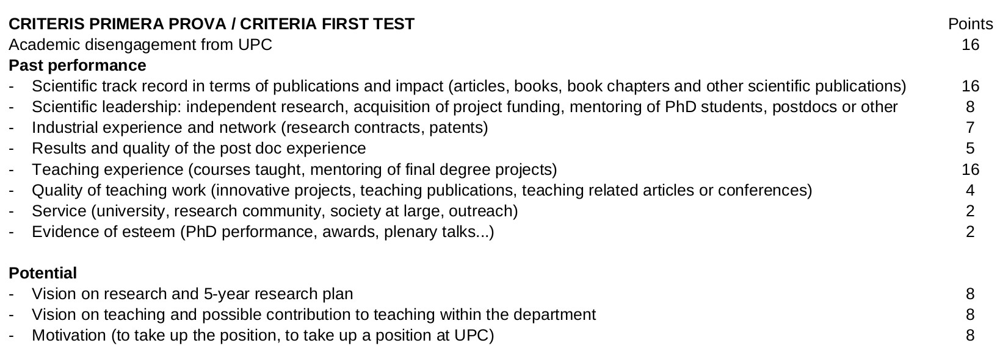 CRITERIS PRIMERA PROVA / CRITERIA FIRST TEST Points
Academic disengagement from UPC 16
Past performance
- Scientific track record in terms of publications and impact (articles, books, book chapters and other scientific publications) 16
- Scientific leadership: independent research, acquisition of project funding, mentoring of PhD students, postdocs or other 8
- Industrial experience and network (research contracts, patents) 7
- Results and quality of the post doc experience 5
- Teaching experience (courses taught, mentoring of final degree projects) 16
- Quality of teaching work (innovative projects, teaching publications, teaching related articles or conferences) 4
- Service (university, research community, society at large, outreach) 2
- Evidence of esteem (PhD performance, awards, plenary talks...) 2
Potential
- Vision on research and 5-year research plan 8
- Vision on teaching and possible contribution to teaching within the department 8
- Motivation (to take up the position, to take up a position at UPC) 8